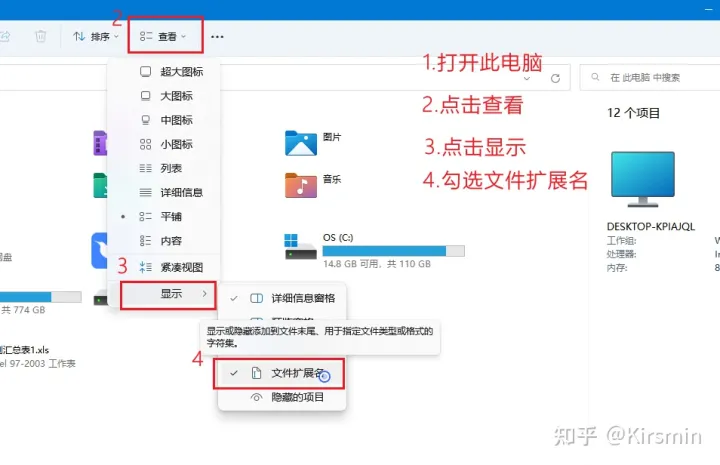 2
排序
查看
1.打开此电脑
2.点击查看
3.点击显示
4.勾选文件扩展名
在 此电脑 中搜索
12 个项目
超大图标
大图标
中图标
小图标
列表
详细信息
平铺
内容
紧凑视图
3
显示
图片
音乐
OS (C:)
14.8 GB 可用，共 110 GB
DESKTOP-KPIAJQL
工作组:
处理器:
内存:
共 774 GB
汇总表1.xls
97-2003 工作表
详细信息窗格
显示或隐藏添加到文件末尾、用于指定文件类型或格式的
字符集。
4
文件扩展名
隐藏的项目
知乎 @Kirsmin